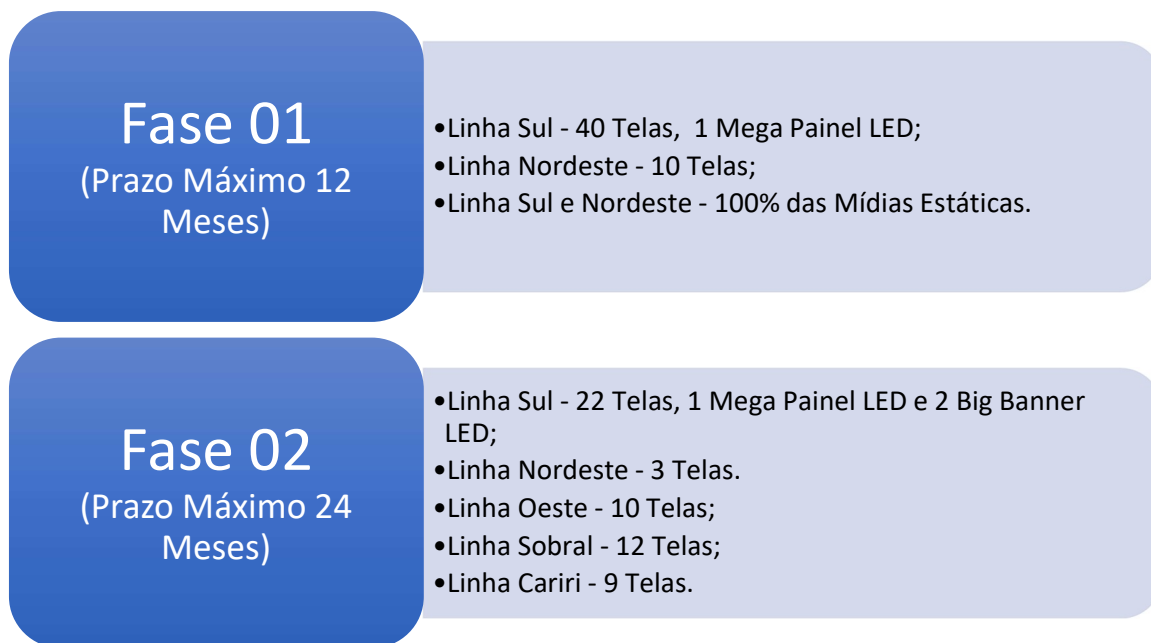 Fase 01
(Prazo Máximo 12
Meses)
•Linha Sul - 40 Telas,  1 Mega Painel LED;
•Linha Nordeste - 10 Telas;
•Linha Sul e Nordeste - 100% das Mídias Estáticas.
Fase 02
(Prazo Máximo 24
Meses)
•Linha Sul - 22 Telas, 1 Mega Painel LED e 2 Big Banner
LED;
•Linha Nordeste - 3 Telas.
•Linha Oeste - 10 Telas;
•Linha Sobral - 12 Telas;
•Linha Cariri - 9 Telas.